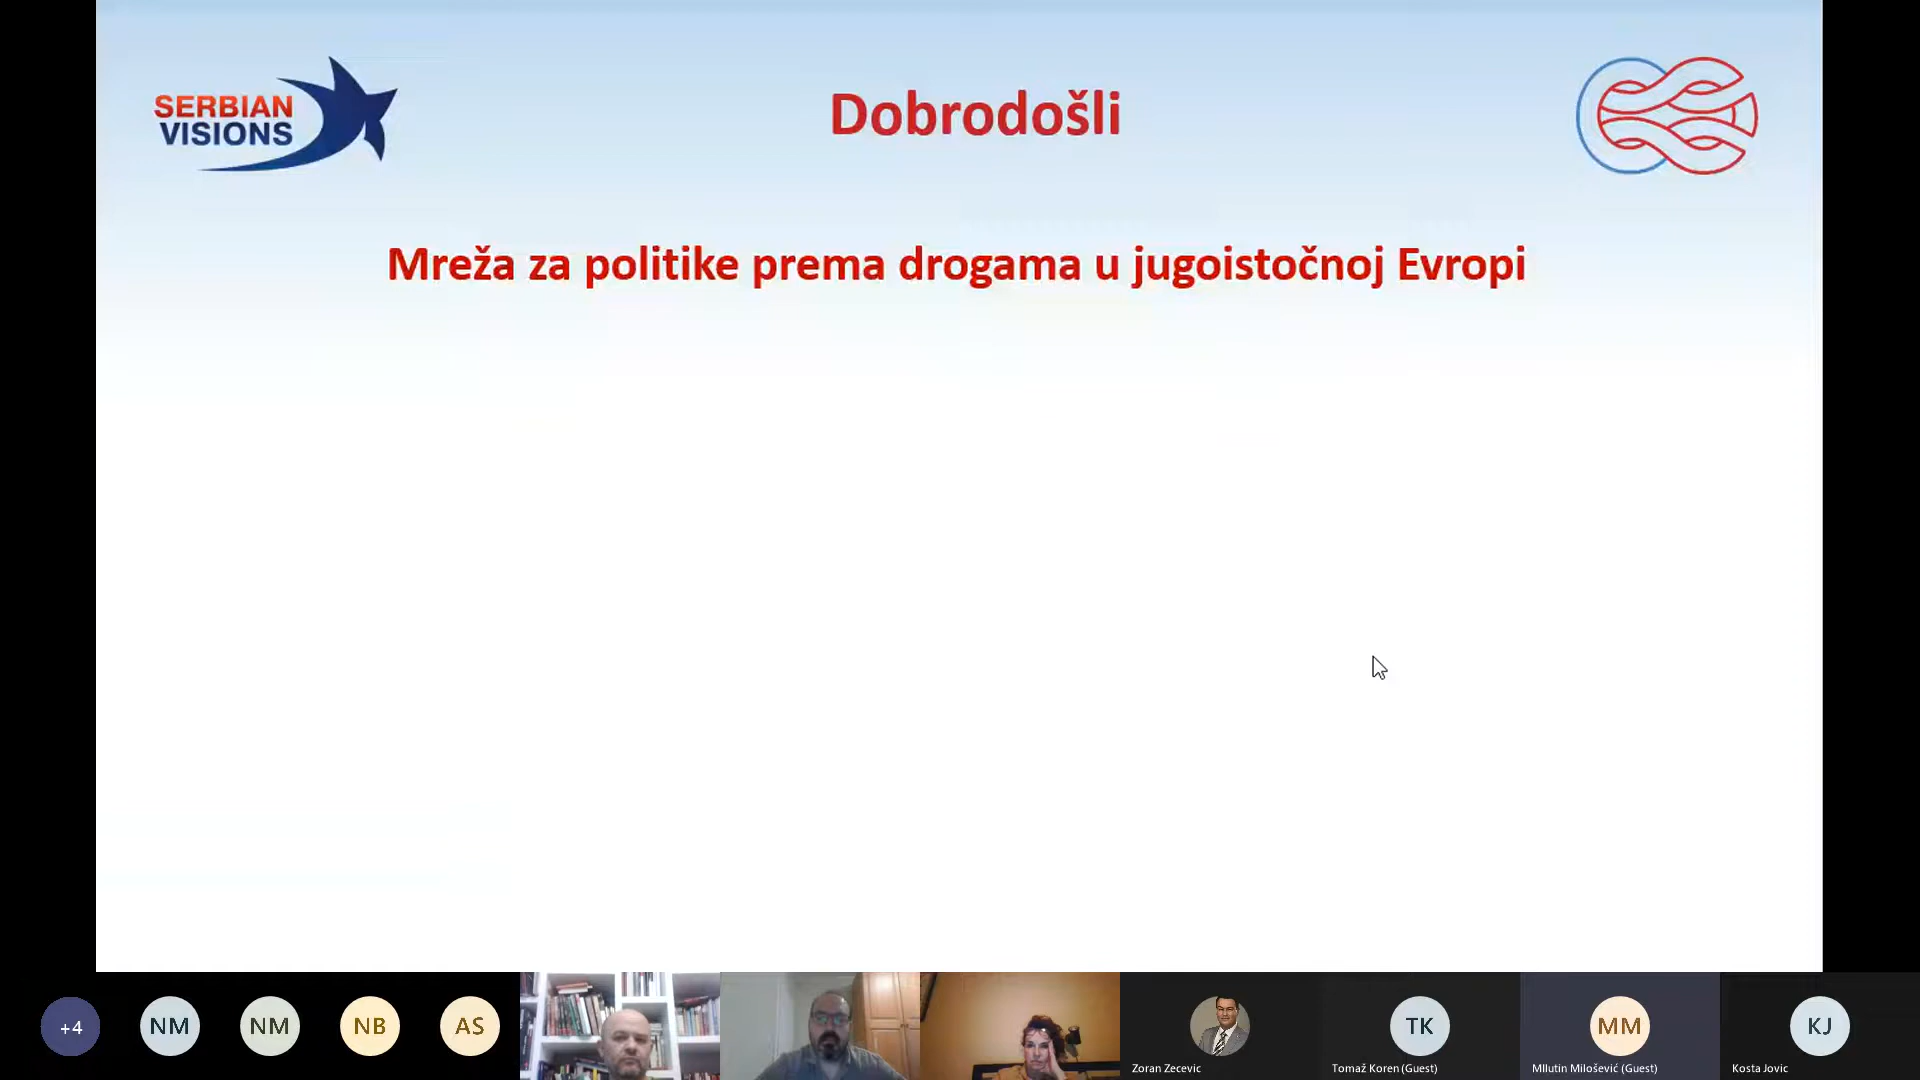 SERBIAN
VISIONS
Dobrodošli
Mreža za politike prema drogama u jugoistočnoj Evropi
+4
NM
NM
NB
AS
Zoran Zecevic
TK
Tomaž Koren (Guest)
MM
MIlutin Milošević (Guest)
KJ
Kosta Jovic